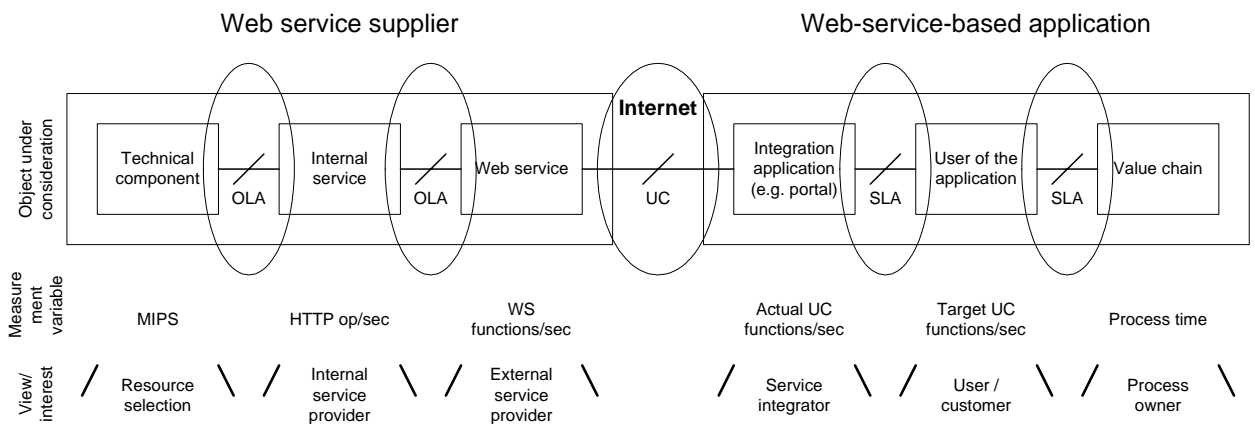 Web service supplier
Web-service-based application
Internet
Object under
consideration
Technical
component
OLA
Internal
service
OLA
Web service
UC
Integration
application
(e.g. portal)
SLA
User of the
application
SLA
Value chain
Measure
ment
variable
MIPS
HTTP op/sec
WS
functions/sec
Actual UC
functions/sec
Target UC
functions/sec
Process time
View/
interest
Resource
selection
Internal
service
provider
External
service
provider
Service
integrator
User /
customer
Process
owner